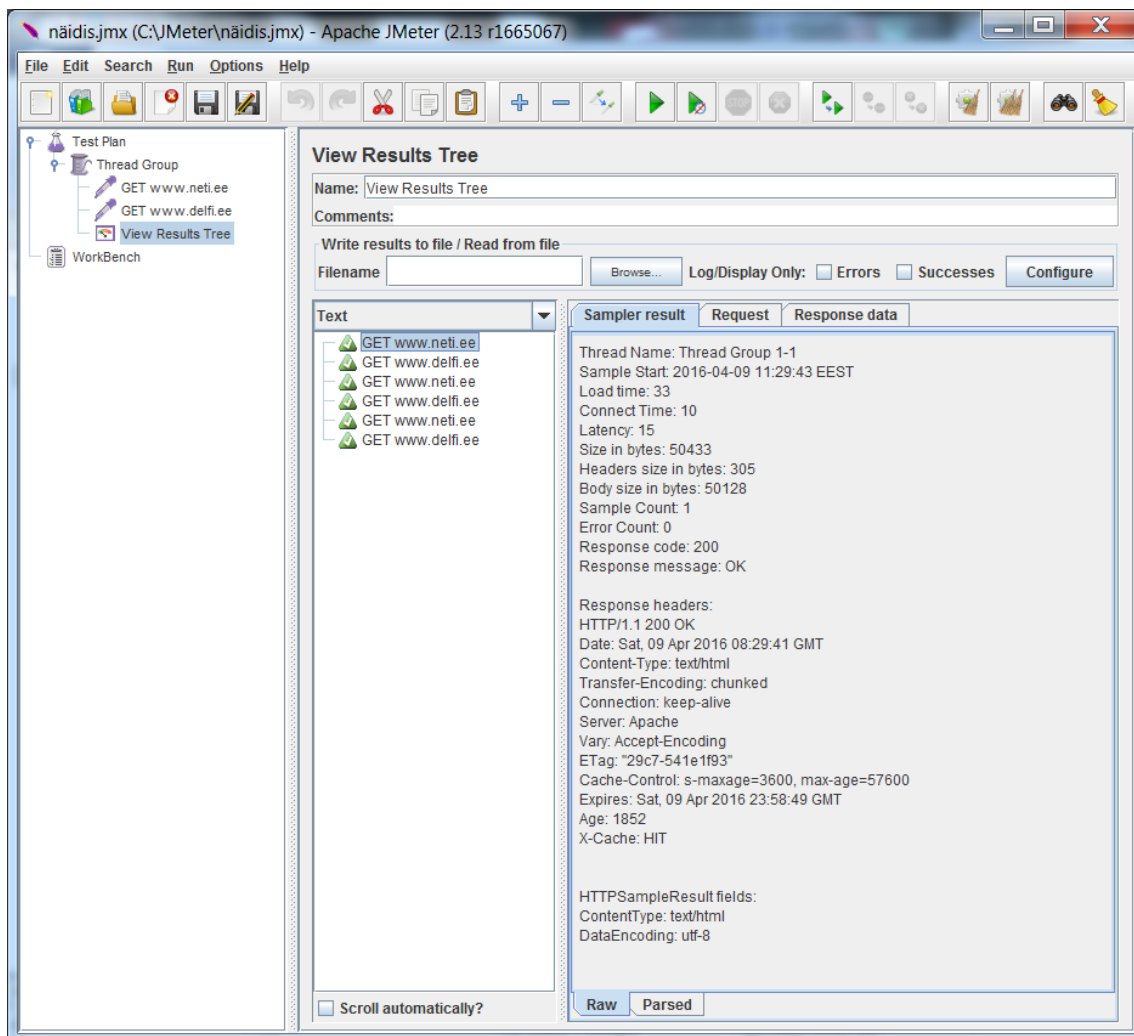 näidis.jmx (C:\JMeter\näidis.jmx) - Apache JMeter (2.13 r1665067)
File Edit Search Run Options Help
STOP
Test Plan
Thread Group
GET www.neti.ee
GET www.delfi.ee
View Results Tree
WorkBench
View Results Tree
Name: View Results Tree
Comments:
Write results to file / Read from file
Filename Browse... Log/Display Only: Errors Successes Configure
Text
GET www.neti.ee
GET www.delfi.ee
GET www.neti.ee
GET www.delfi.ee
GET www.neti.ee
GET www.delfi.ee
Scroll automatically?
Sampler result Request Response data
Thread Name: Thread Group 1-1
Sample Start: 2016-04-09 11:29:43 EEST
Load time: 33
Connect Time: 10
Latency: 15
Size in bytes: 50433
Headers size in bytes: 305
Body size in bytes: 50128
Sample Count: 1
Error Count: 0
Response code: 200
Response message: OK
Response headers:
HTTP/1.1 200 OK
Date: Sat, 09 Apr 2016 08:29:41 GMT
Content-Type: text/html
Transfer-Encoding: chunked
Connection: keep-alive
Server: Apache
Vary: Accept-Encoding
ETag: "29c7-541e1f93"
Cache-Control: s-maxage=3600, max-age=57600
Expires: Sat, 09 Apr 2016 23:58:49 GMT
Age: 1852
X-Cache: HIT
HTTPSampleResult fields:
ContentType: text/html
DataEncoding: utf-8
Raw Parsed